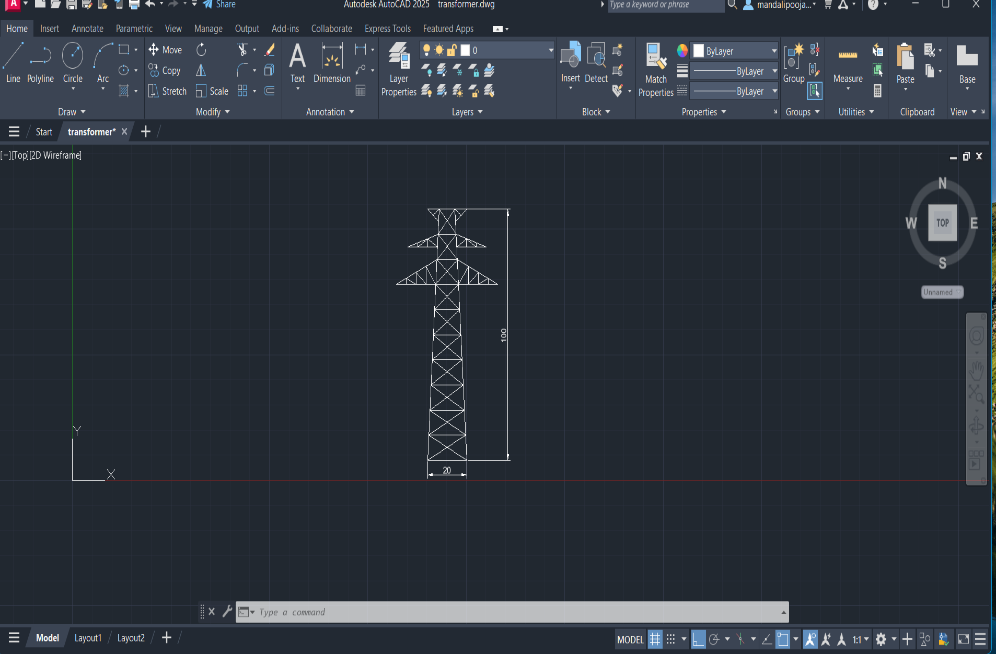 A Share Autodesk AutoCAD 2025 transformer.dwg Type a keyword or phrase mandalipooja...
Home Insert Annotate Parametric View Manage Output Add-ins Collaborate Express Tools Featured Apps
Move
Copy
Stretch Scale
Line Polyline Circle Arc
Text Dimension
Layer
Properties
0
Insert Detect
Match
Properties
ByLayer
ByLayer
ByLayer
Group
Measure
Paste
Base
Draw Modify Annotation Layers Block Properties Groups Utilities Clipboard View
Start transformer* X +
[−][Top][2D Wireframe]
N
W TOP E
S
Unnamed
100
20
Y
X
Type a command
Model Layout1 Layout2 + MODEL 1:1